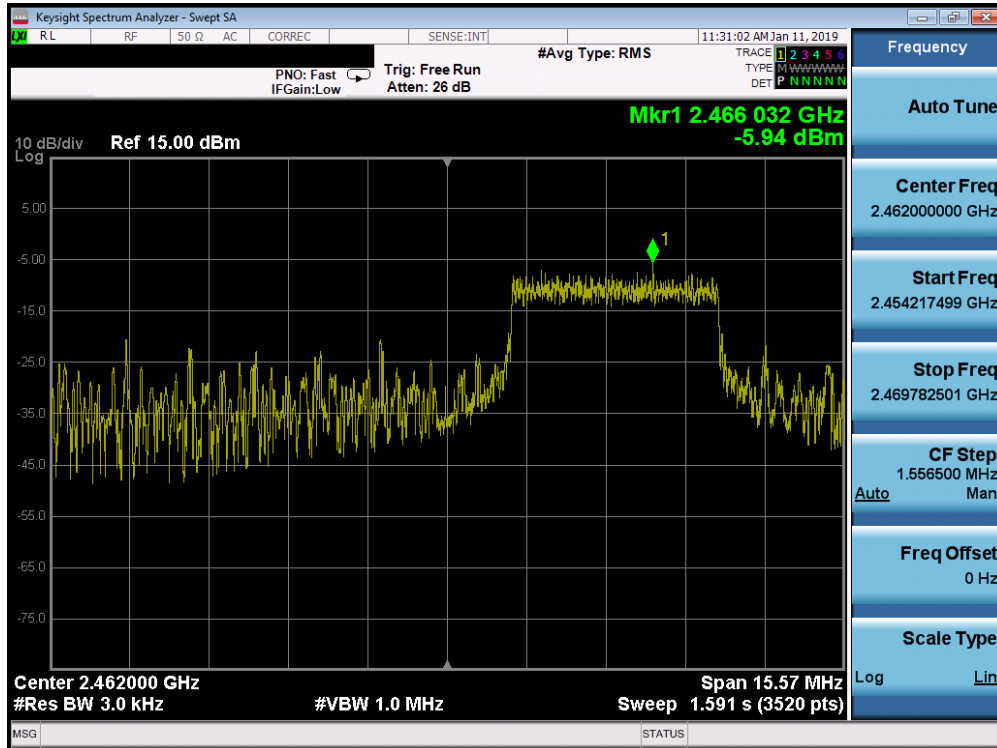 Keysight Spectrum Analyzer - Swept SA
LXI RL RF 50 Ω AC CORREC SENSE:INT 11:31:02 AM Jan 11, 2019
#Avg Type: RMS
TRACE 1 2 3 4 5 6
PNO: Fast Trig: Free Run TYPE M W W W W W
IFGain:Low Atten: 26 dB DET P N N N N N
Mkr1 2.466 032 GHz
-5.94 dBm
10 dB/div Ref 15.00 dBm
Log
1
5.00
-5.00
-15.0
-25.0
-35.0
-45.0
-55.0
-65.0
-75.0
Center 2.462000 GHz Span 15.57 MHz
#Res BW 3.0 kHz #VBW 1.0 MHz Sweep 1.591 s (3520 pts)
MSG STATUS
Frequency
Auto Tune
Center Freq
2.462000000 GHz
Start Freq
2.454217499 GHz
Stop Freq
2.469782501 GHz
CF Step
1.556500 MHz
Auto Man
Freq Offset
0 Hz
Scale Type
Log Lin